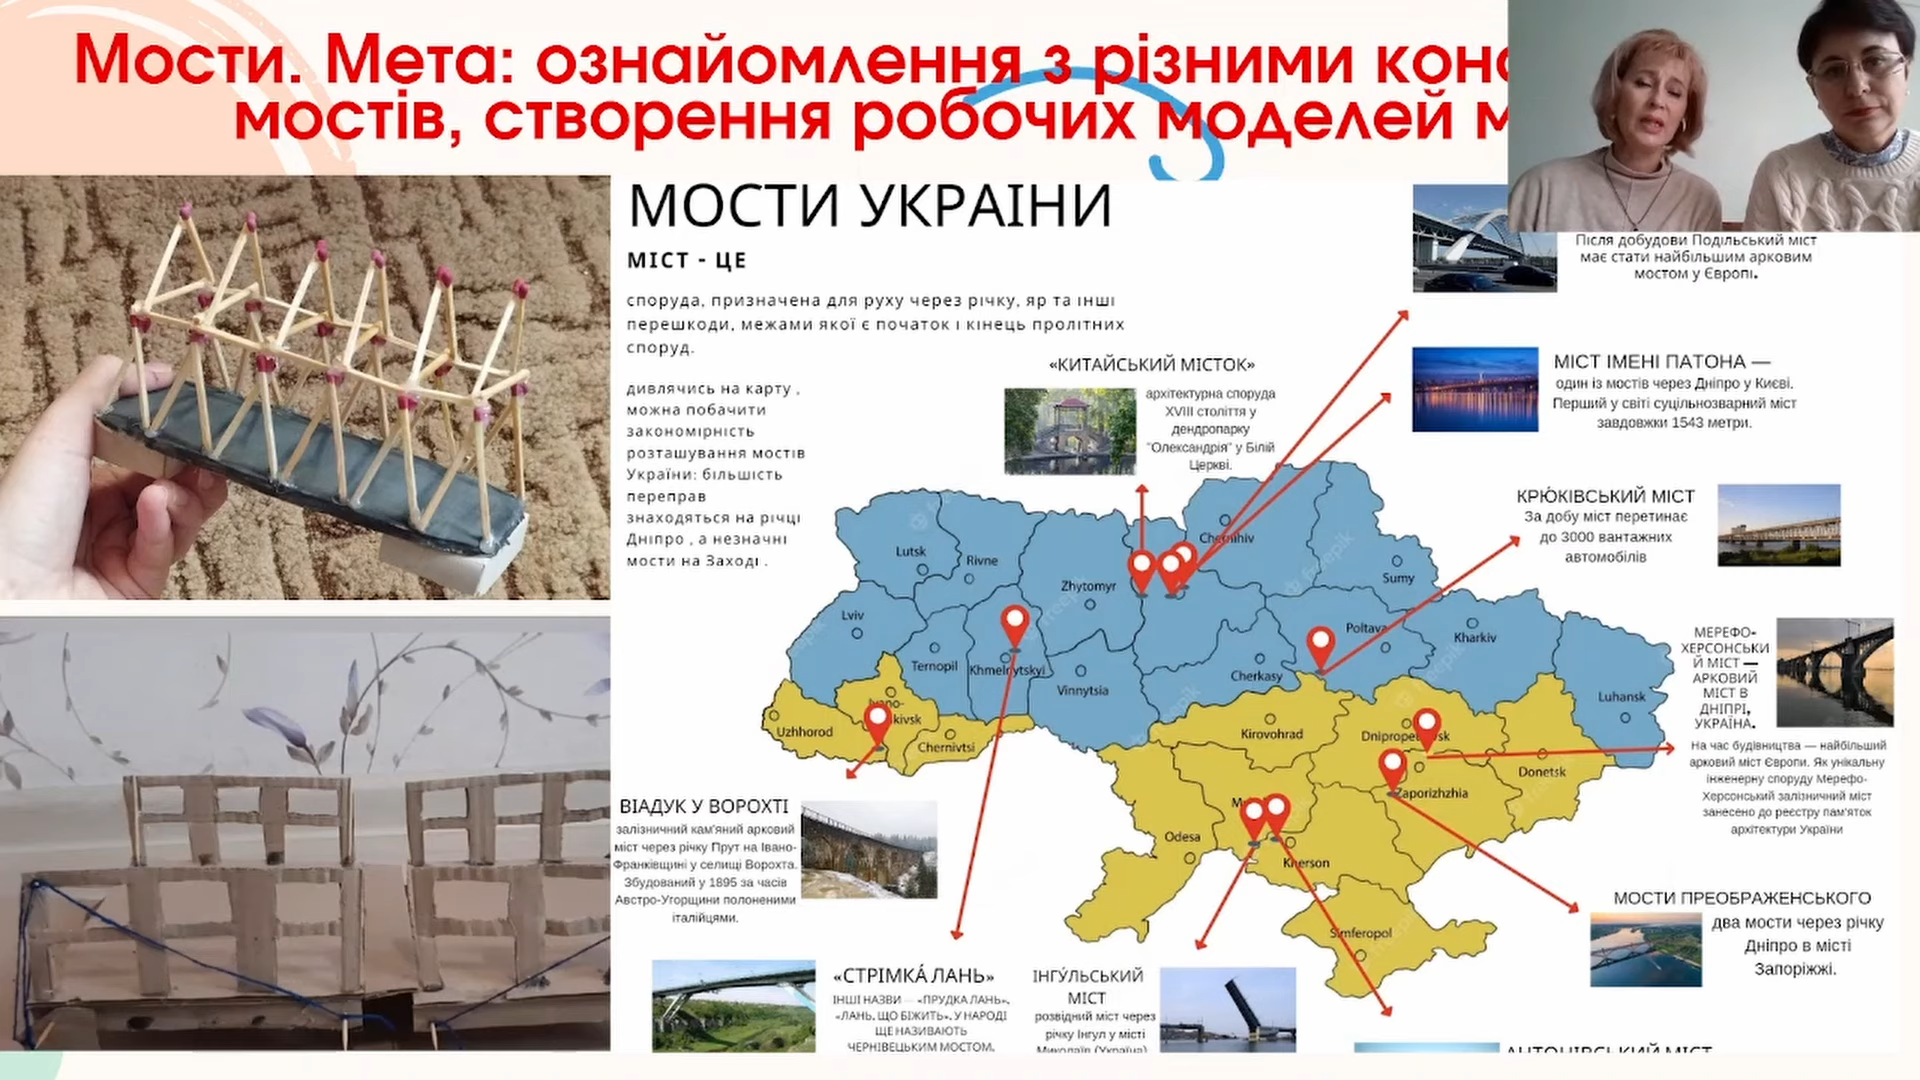 Мости. Мета: ознайомлення з різними
мостів, створення робочих моделей
МОСТИ УКРАЇНИ
МІСТ - ЦЕ
споруда, призначена для руху через річку, яр та інші
перешкоди, межами якої є початок і кінець пролітних
споруд.
дивлячись на карту ,
можна побачити
закономірність
розташування мостів
України: більшість
переправ
знаходяться на річці
Дніпро , а незначні
мости на Заході .
«КИТАЙСЬКИЙ МІСТОК»
архітектурна споруда
XVIII століття у
дендропарку
"Олександрія" у Білій
Церкві.
Після добудови Подільський міст
має стати найбільшим арковим
мостом у Європі.
МІСТ ІМЕНІ ПАТОНА —
один із мостів через Дніпро у Києві.
Перший у світі суцільнозварний міст
завдовжки 1543 метри.
КРЮ́КІВСЬКИЙ МІСТ
За добу міст перетинає
до 3000 вантажних
автомобілів
МЕРЕФО-
ХЕРСОНСЬКИ
Й МІСТ —
АРКОВИЙ
МІСТ В
ДНІПРІ,
УКРАЇНА.
На час будівництва — найбільший
арковий міст Європи. Як унікальну
інженерну споруду Мерефо-
Херсонський залізничний міст
занесено до реєстру пам'яток
архітектури України
МОСТИ ПРЕОБРАЖЕНСЬКОГО
два мости через річку
Дніпро в місті
Запоріжжі.
ВІАДУК У ВОРОХТІ
залізничний кам'яний арковий
міст через річку Прут на Івано-
Франківщині у селищі Ворохта.
Збудований у 1895 за часів
Австро-Угорщини полоненими
італійцями.
«СТРІМКА́ ЛАНЬ»
ІНШІ НАЗВИ — «ПРУДКА ЛАНЬ»,
«ЛАНЬ, ЩО БІЖИТЬ». У НАРОДІ
ЩЕ НАЗИВАЮТЬ
ЧЕРНІВЕЦЬКИМ МОСТОМ.
ІНГУ́ЛЬСЬКИЙ
МІСТ
розвідний міст через
річку Інгул у місті
Миколаїв (Україна)
АНТОНІВСЬКИЙ МІСТ
Lutsk
Rivne
Zhytomyr
Chernihiv
Sumy
Lviv
Ternopil
Khmelnytskyi
Vinnytsia
Cherkasy
Poltava
Kharkiv
Luhansk
Uzhhorod
Chernivtsi
Kirovohrad
Donetsk
Zaporizhzhia
Odesa
Kherson
Simferopol